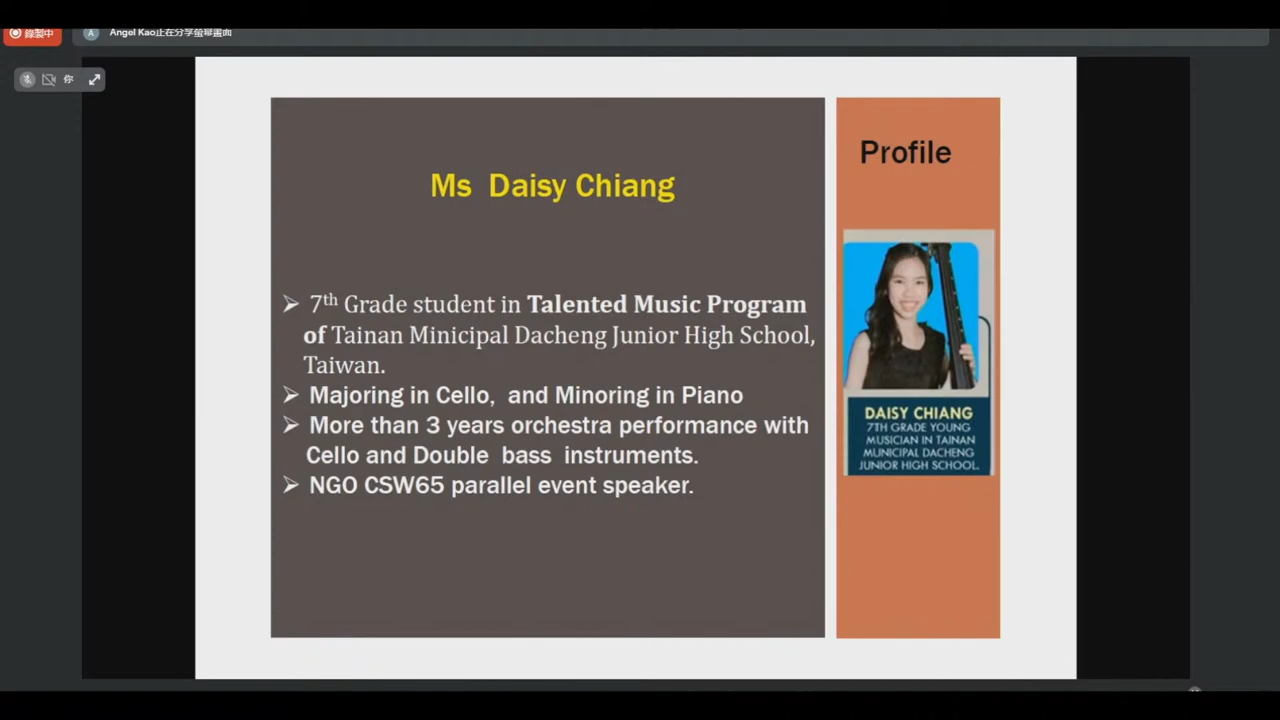 錄製中
A Angel Kao正在分享螢幕畫面
你
Profile
Ms Daisy Chiang
➢ 7th Grade student in Talented Music Program
of Tainan Minicipal Dacheng Junior High School,
Taiwan.
➢ Majoring in Cello, and Minoring in Piano
➢ More than 3 years orchestra performance with
Cello and Double bass instruments.
➢ NGO CSW65 parallel event speaker.
DAISY CHIANG
7TH GRADE YOUNG
MUSICIAN IN TAINAN
MUNICIPAL DACHENG
JUNIOR HIGH SCHOOL.